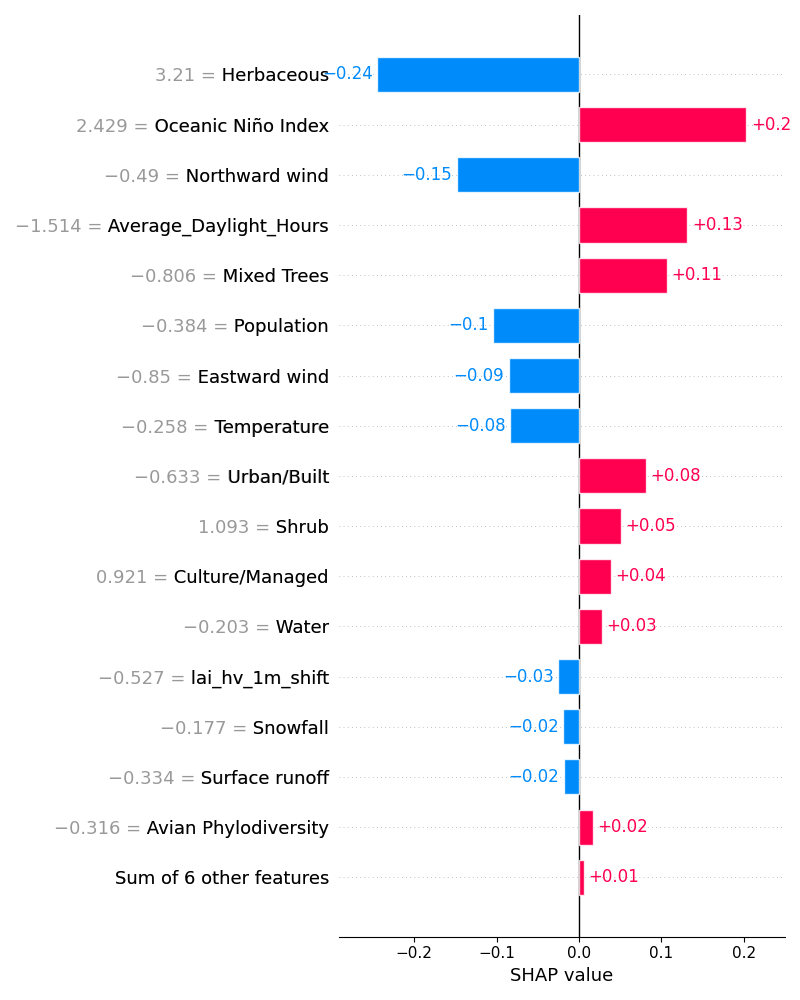 3.21 = Herbaceous −0.24
2.429 = Oceanic Niño Index +0.2
−0.49 = Northward wind −0.15
−1.514 = Average_Daylight_Hours +0.13
−0.806 = Mixed Trees +0.11
−0.384 = Population −0.1
−0.85 = Eastward wind −0.09
−0.258 = Temperature −0.08
−0.633 = Urban/Built +0.08
1.093 = Shrub +0.05
0.921 = Culture/Managed +0.04
−0.203 = Water +0.03
−0.527 = lai_hv_1m_shift −0.03
−0.177 = Snowfall −0.02
−0.334 = Surface runoff −0.02
−0.316 = Avian Phylodiversity +0.02
Sum of 6 other features +0.01
−0.2 −0.1 0.0 0.1 0.2
SHAP value